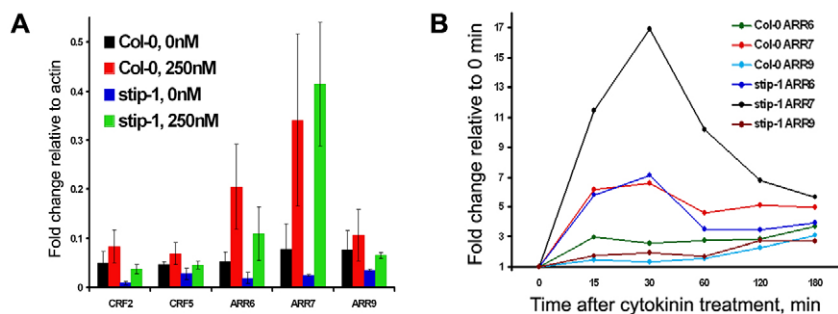 A
Fold change relative to actin
0.5
0.4
0.3
0.2
0.1
0
Col-0, 0nM
Col-0, 250nM
stip-1, 0nM
stip-1, 250nM
CRF2 CRF5 ARR6 ARR7 ARR9
B
Fold change relative to 0 min
17
15
13
11
9
7
5
3
1
Col-0 ARR6
Col-0 ARR7
Col-0 ARR9
stip-1 ARR6
stip-1 ARR7
stip-1 ARR9
0 15 30 60 120 180
Time after cytokinin treatment, min